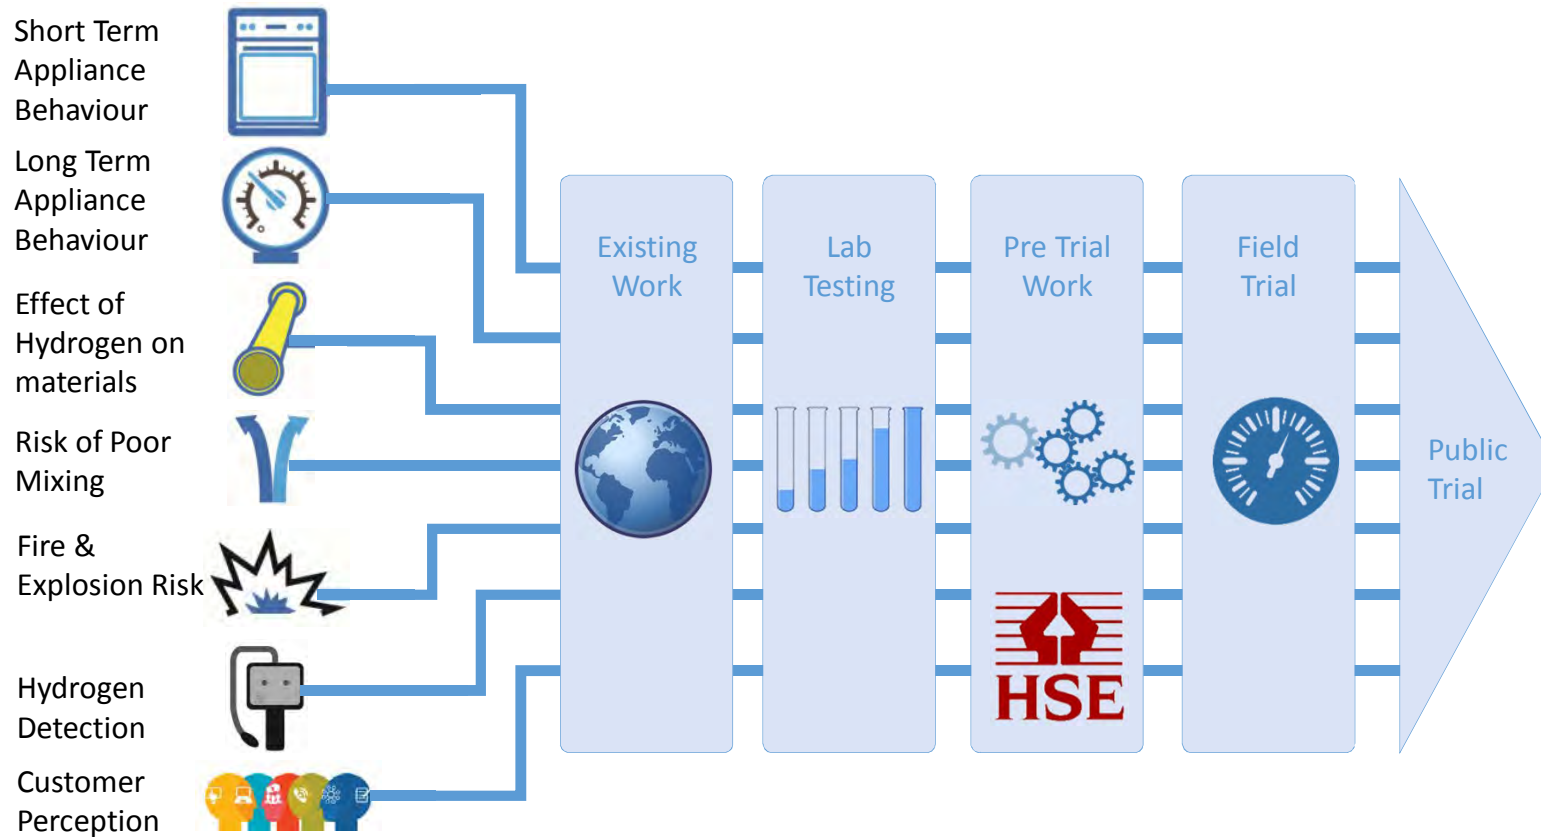 Short Term
Appliance
Behaviour
Long Term
Appliance
Behaviour
Effect of
Hydrogen on
materials
Risk of Poor
Mixing
Fire &
Explosion Risk
Hydrogen
Detection
Customer
Perception
Existing
Work
Lab
Testing
Pre Trial
Work
HSE
Field
Trial
Public
Trial